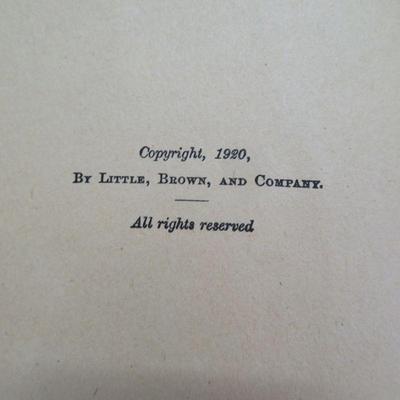 Copyright, 1920,
By Little, Brown, and Company.
All rights reserved